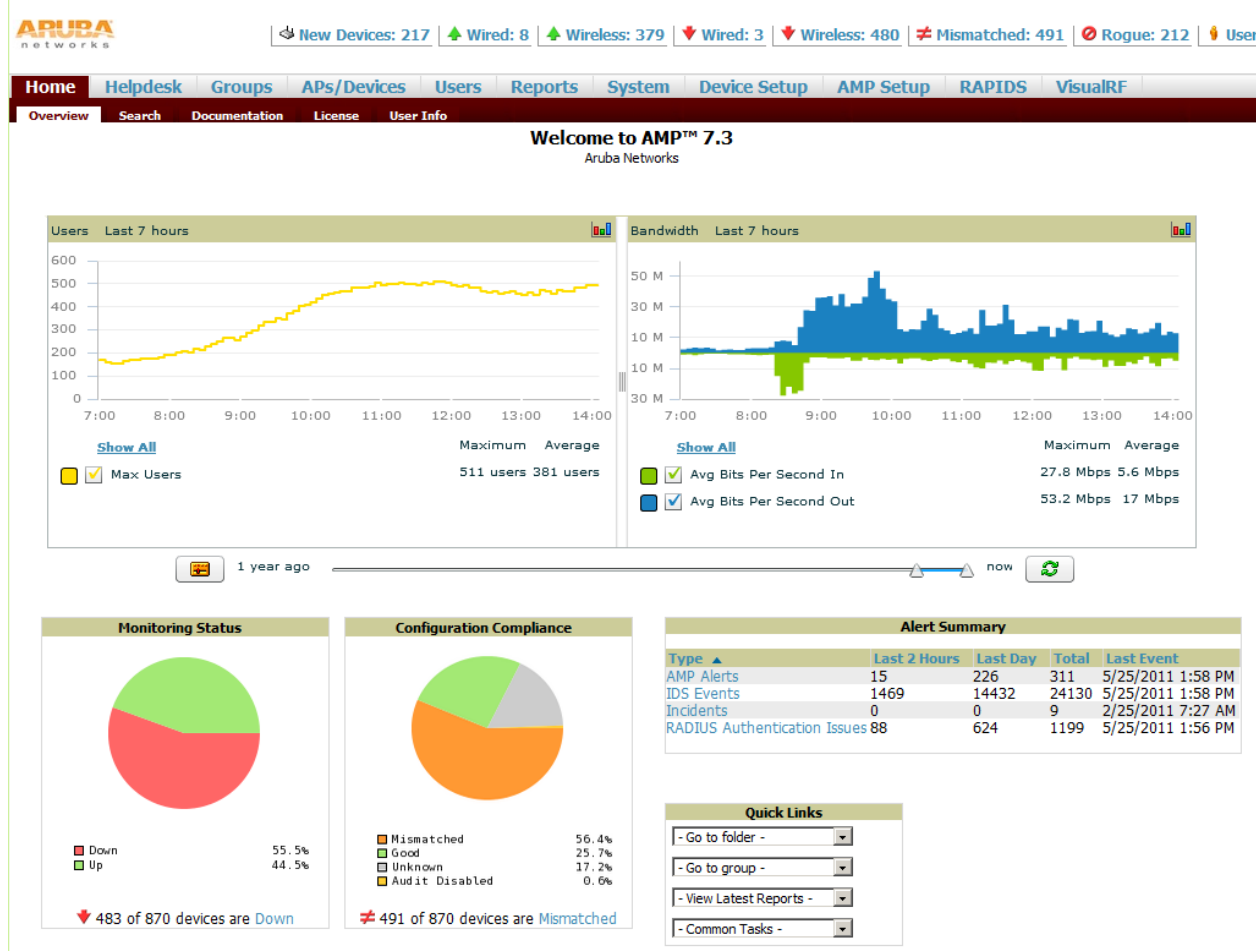 ARUBA
networks
New Devices: 217 Wired: 8 Wireless: 379 Wired: 3 Wireless: 480 Mismatched: 491 Rogue: 212 User
Home Helpdesk Groups APs/Devices Users Reports System Device Setup AMP Setup RAPIDS VisualRF
Overview Search Documentation License User Info
Welcome to AMP™ 7.3
Aruba Networks
Users Last 7 hours
600
500
400
300
200
100
0
7:00 8:00 9:00 10:00 11:00 12:00 13:00 14:00
Show All Maximum Average
Max Users 511 users 381 users
Bandwidth Last 7 hours
50 M
30 M
10 M
10 M
30 M
7:00 8:00 9:00 10:00 11:00 12:00 13:00 14:00
Show All Maximum Average
Avg Bits Per Second In 27.8 Mbps 5.6 Mbps
Avg Bits Per Second Out 53.2 Mbps 17 Mbps
1 year ago now
Monitoring Status
Down 55.5%
Up 44.5%
483 of 870 devices are Down
Configuration Compliance
Mismatched 56.4%
Good 25.7%
Unknown 17.2%
Audit Disabled 0.6%
491 of 870 devices are Mismatched
Alert Summary
Type Last 2 Hours Last Day Total Last Event
AMP Alerts 15 226 311 5/25/2011 1:58 PM
IDS Events 1469 14432 24130 5/25/2011 1:58 PM
Incidents 0 0 9 2/25/2011 7:27 AM
RADIUS Authentication Issues 88 624 1199 5/25/2011 1:56 PM
Quick Links
- Go to folder -
- Go to group -
- View Latest Reports -
- Common Tasks -